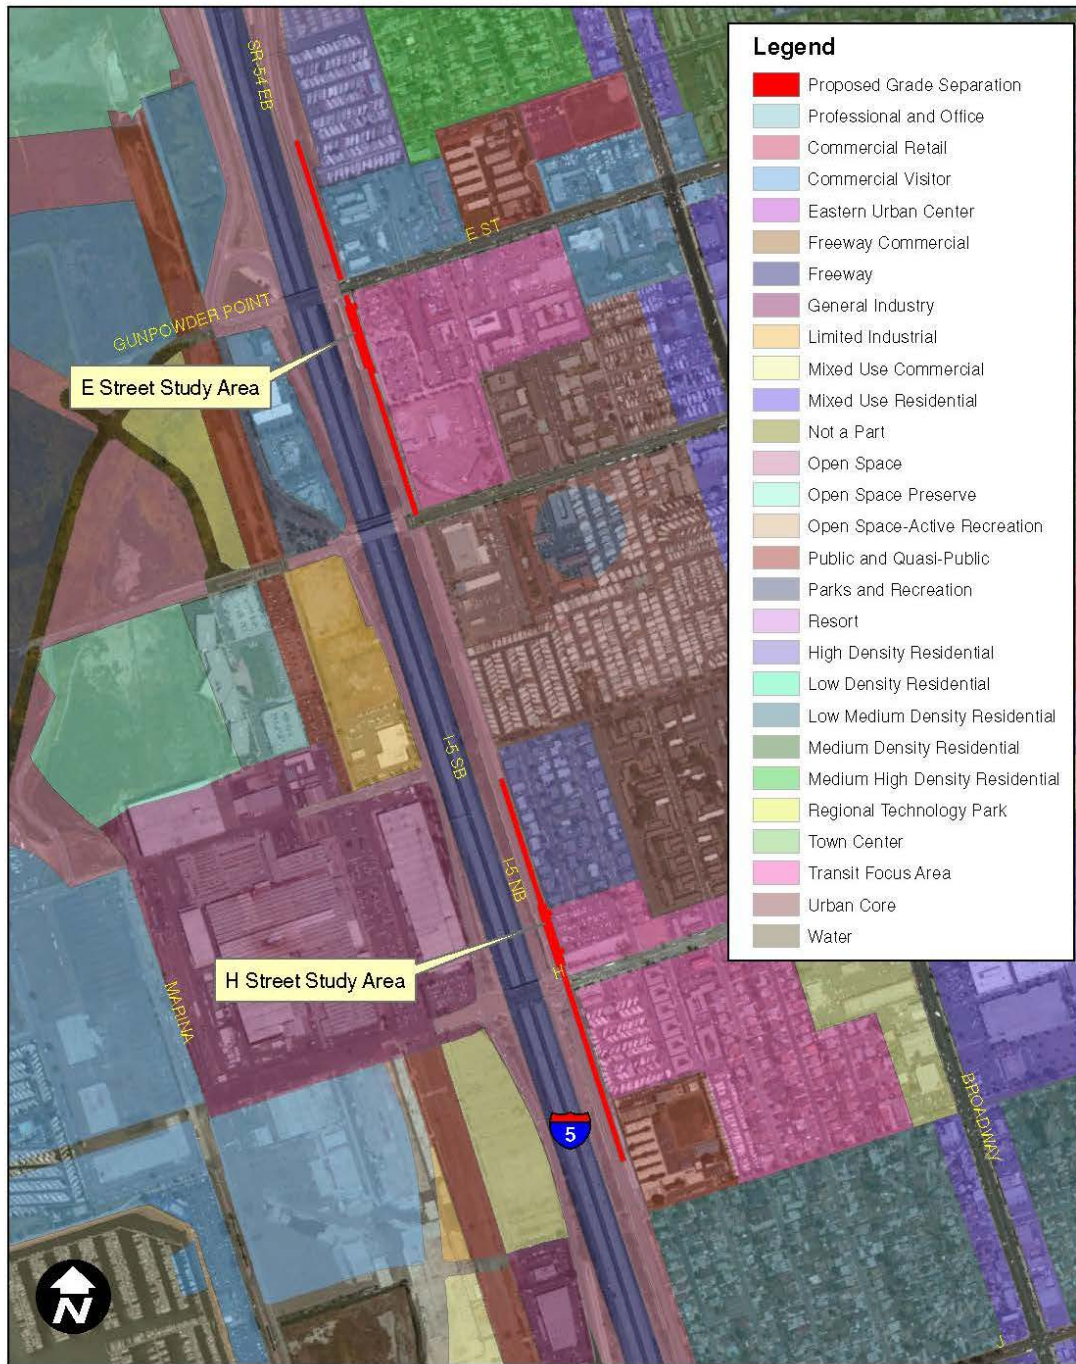 Legend
Proposed Grade Separation
Professional and Office
Commercial Retail
Commercial Visitor
Eastern Urban Center
Freeway Commercial
Freeway
General Industry
Limited Industrial
Mixed Use Commercial
Mixed Use Residential
Not a Part
Open Space
Open Space Preserve
Open Space-Active Recreation
Public and Quasi-Public
Parks and Recreation
Resort
High Density Residential
Low Density Residential
Low Medium Density Residential
Medium Density Residential
Medium High Density Residential
Regional Technology Park
Town Center
Transit Focus Area
Urban Core
Water
SR-54 EB
E ST
GUNPOWDER POINT
E Street Study Area
I-5 SB
I-5 NB
H Street Study Area
H
MARINA
BROADWAY
5
J
N